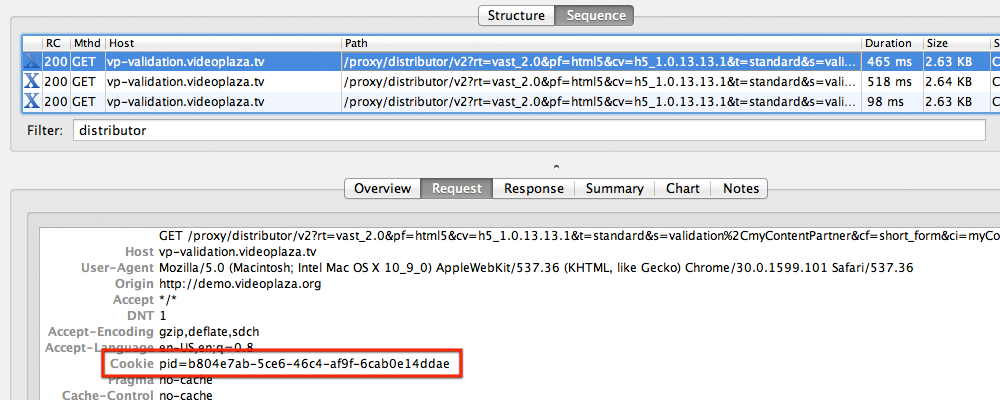 Structure Sequence
RC Mthd Host Path Duration Size S
200 GET vp-validation.videoplaza.tv /proxy/distributor/v2?rt=vast_2.0&pf=html5&cv=h5_1.0.13.13.1&t=standard&s=vali... 465 ms 2.63 KB C
200 GET vp-validation.videoplaza.tv /proxy/distributor/v2?rt=vast_2.0&pf=html5&cv=h5_1.0.13.13.1&t=standard&s=vali... 518 ms 2.64 KB C
200 GET vp-validation.videoplaza.tv /proxy/distributor/v2?rt=vast_2.0&pf=html5&cv=h5_1.0.13.13.1&t=standard&s=vali... 98 ms 2.63 KB C
Filter: distributor
Overview Request Response Summary Chart Notes
GET /proxy/distributor/v2?rt=vast_2.0&pf=html5&cv=h5_1.0.13.13.1&t=standard&s=validation%2CmyContentPartner&cf=short_form&ci=myCo
Host vp-validation.videoplaza.tv
User-Agent Mozilla/5.0 (Macintosh; Intel Mac OS X 10_9_0) AppleWebKit/537.36 (KHTML, like Gecko) Chrome/30.0.1599.101 Safari/537.36
Origin http://demo.videoplaza.org
Accept */*
DNT 1
Accept-Encoding gzip,deflate,sdch
Accept-Language en-US,en;q=0.8
Cookie pid=b804e7ab-5ce6-46c4-af9f-6cab0e14ddae
Pragma no-cache
Cache-Control no-cache